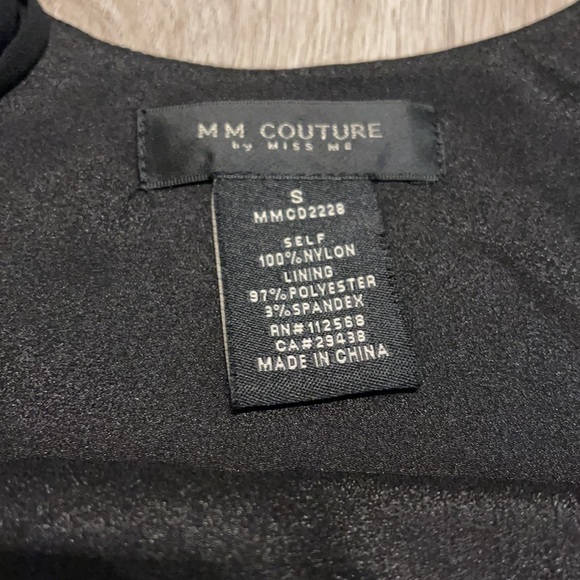 MM COUTURE
by MISS ME
S
MMCD2228
SELF
100%NYLON
LINING
97%POLYESTER
3%SPANDEX
RN#112568
CA#29438
MADE IN CHINA